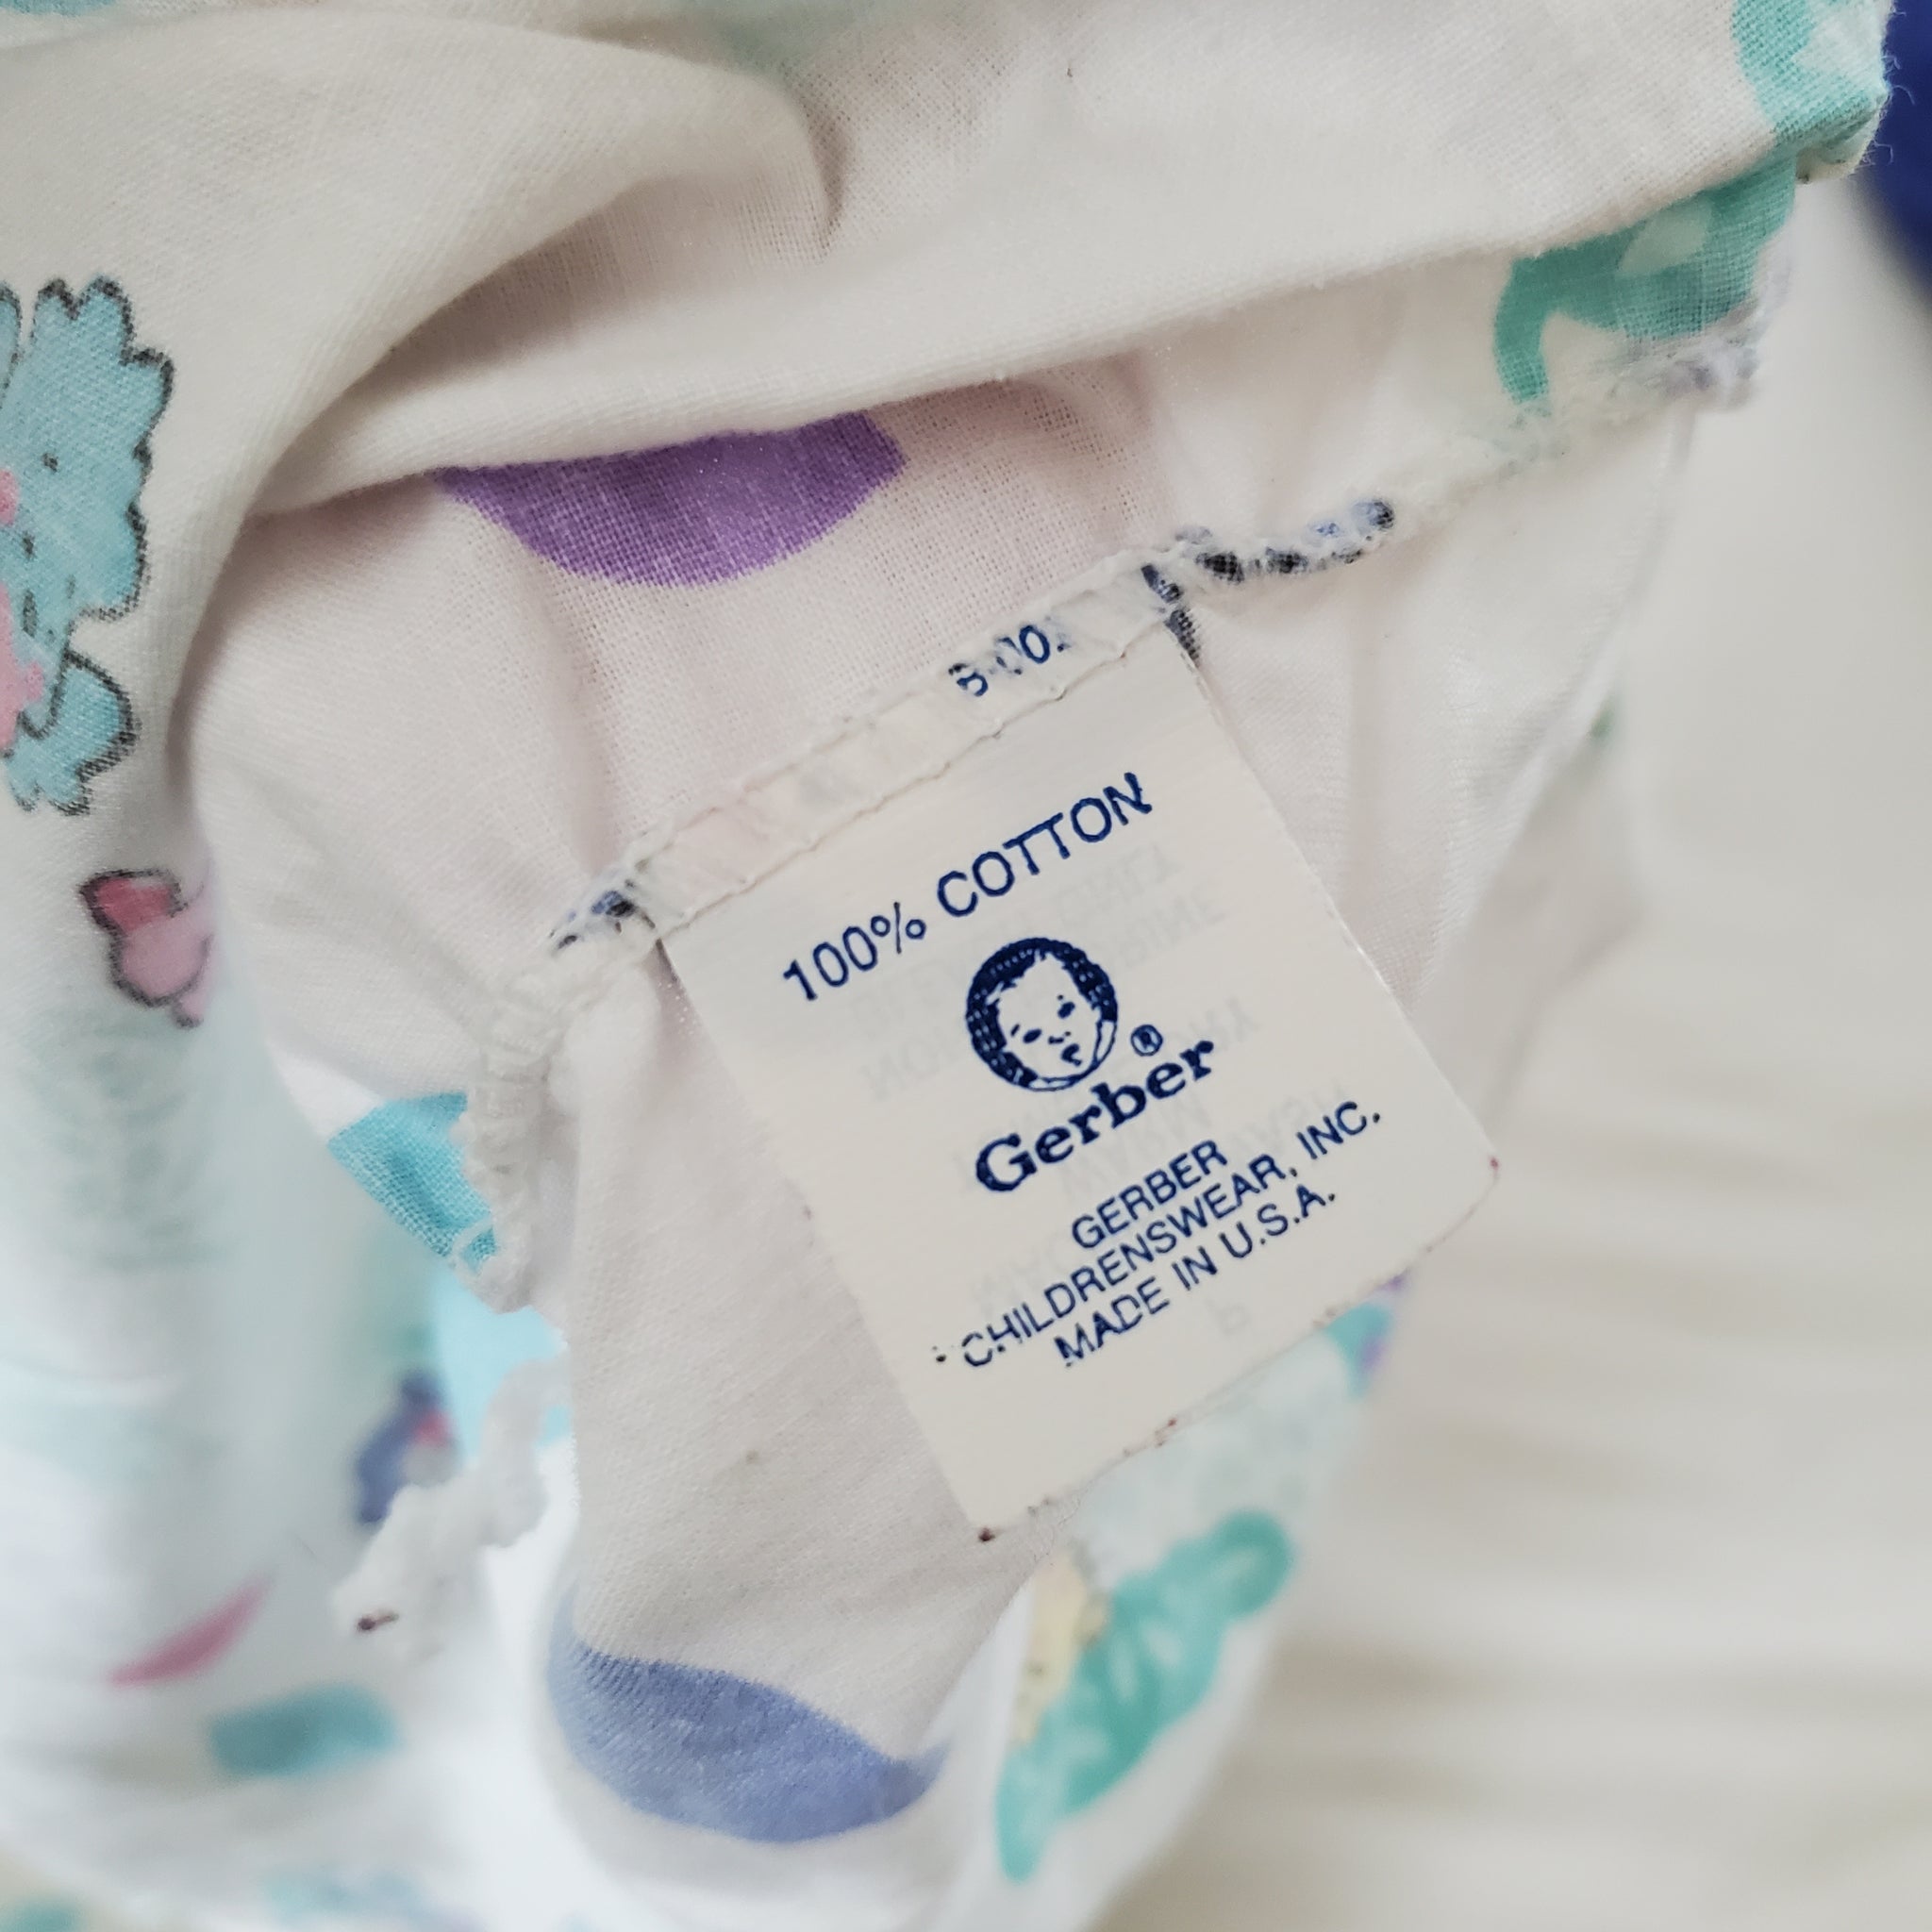 100% COTTON
®
Gerber
GERBER
CHILDRENSWEAR, INC.
MADE IN U.S.A.